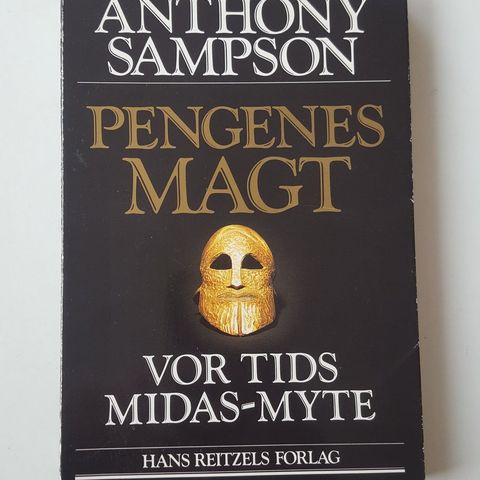 ANTHONY
SAMPSON
PENGENES
MAGT
VOR TIDS
MIDAS-MYTE
HANS REITZELS FORLAG